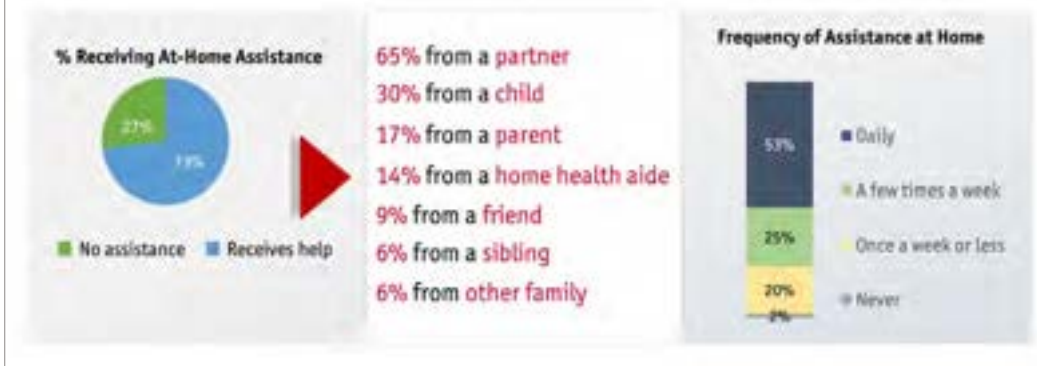 % Receiving At-Home Assistance
27%
73%
No assistance
Receives help
65% from a partner
30% from a child
17% from a parent
14% from a home health aide
9% from a friend
6% from a sibling
6% from other family
Frequency of Assistance at Home
53%
25%
20%
2%
Daily
A few times a week
Once a week or less
Never